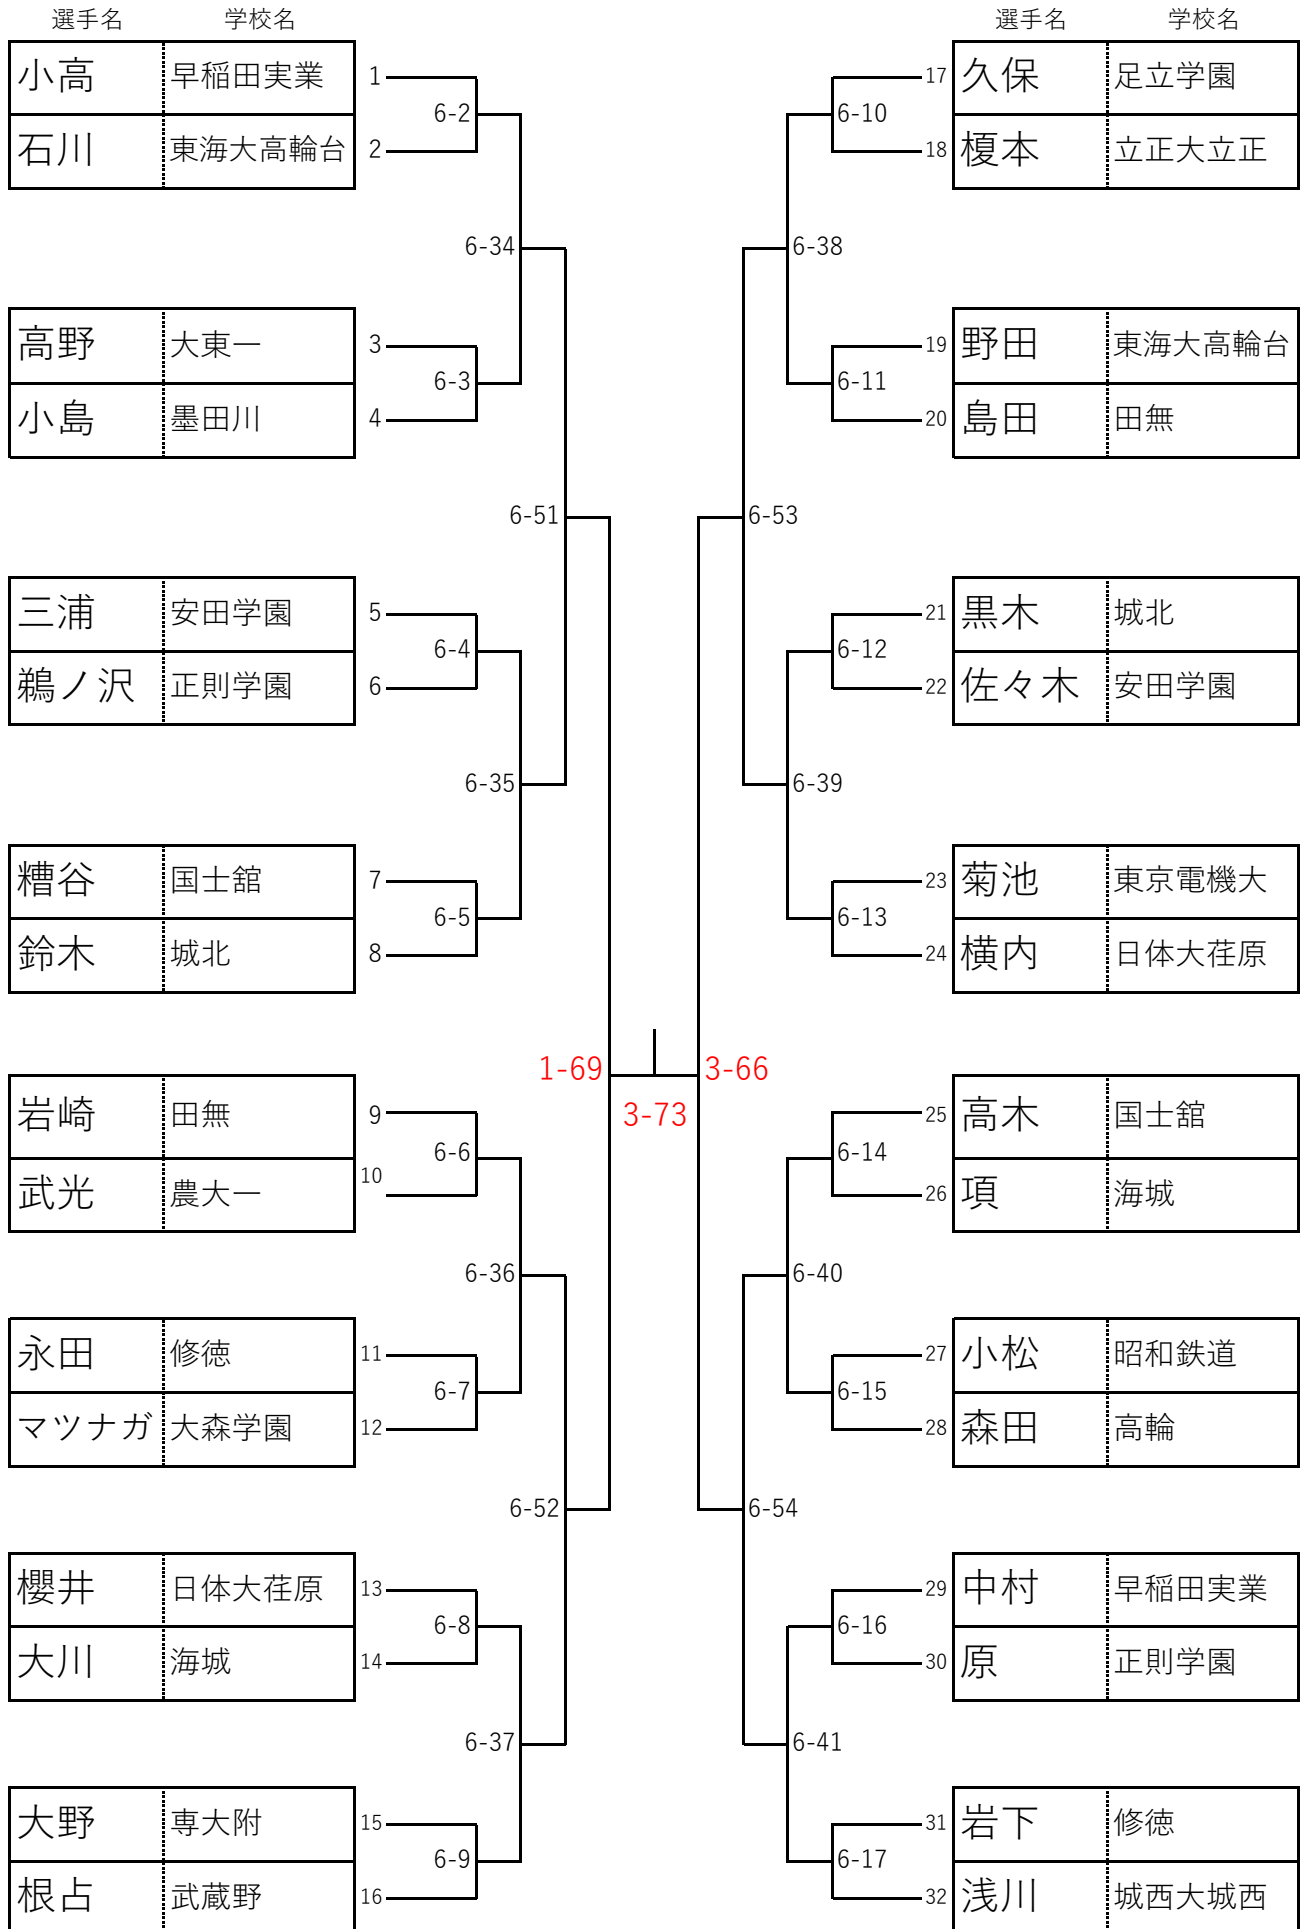 選手名 学校名
小高 早稲田実業 1
6-2
石川 東海大高輪台 2
6-34
高野 大東一 3
6-3
小島 墨田川 4
6-51
三浦 安田学園 5
6-4
鵜ノ沢 正則学園 6
6-35
糟谷 国士舘 7
6-5
鈴木 城北 8
1-69
岩崎 田無 9
6-6
武光 農大一 10
6-36
永田 修徳 11
6-7
マツナガ 大森学園 12
6-52
櫻井 日体大荏原 13
6-8
大川 海城 14
6-37
大野 専大附 15
6-9
根占 武蔵野 16
3-73
選手名 学校名
17 久保 足立学園
6-10
18 榎本 立正大立正
6-38
19 野田 東海大高輪台
6-11
20 島田 田無
6-53
21 黒木 城北
6-12
22 佐々木 安田学園
6-39
23 菊池 東京電機大
6-13
24 横内 日体大荏原
3-66
25 高木 国士舘
6-14
26 項 海城
6-40
27 小松 昭和鉄道
6-15
28 森田 高輪
6-54
29 中村 早稲田実業
6-16
30 原 正則学園
6-41
31 岩下 修徳
6-17
32 浅川 城西大城西